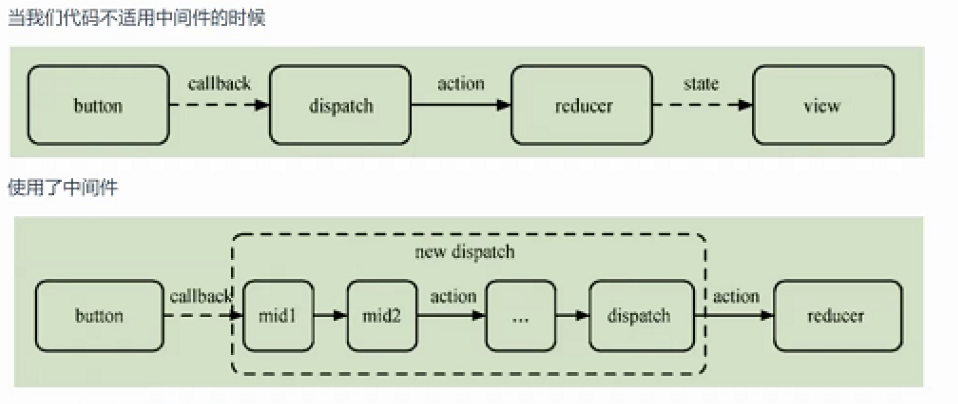 当我们代码不适用中间件的时候
callback action state
button dispatch reducer view
使用了中间件
new dispatch
callback action action
button mid1 mid2 ... dispatch reducer